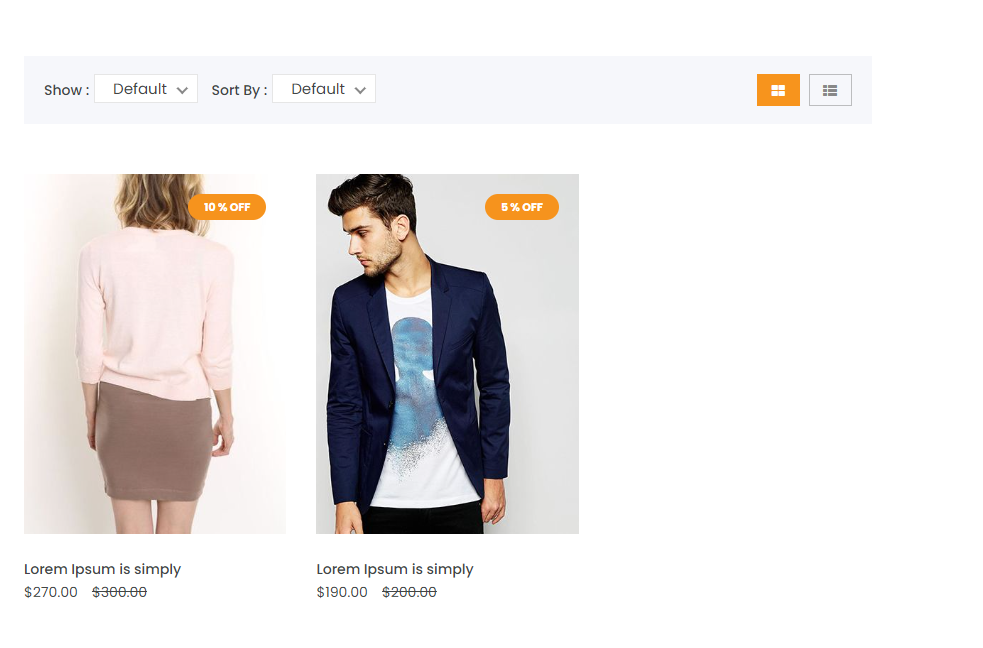 Show : Default Sort By : Default
10 % OFF
5 % OFF
Lorem Ipsum is simply
$270.00 $300.00
Lorem Ipsum is simply
$190.00 $200.00